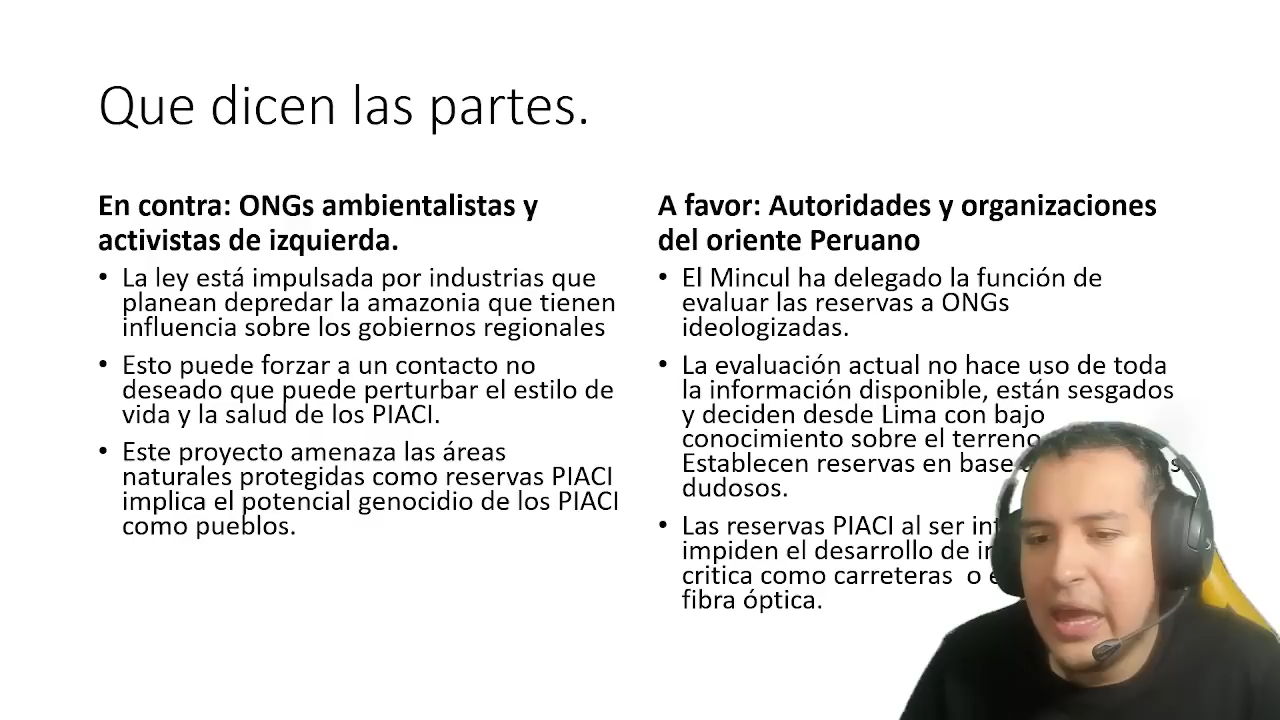 Que dicen las partes.
En contra: ONGs ambientalistas y
activistas de izquierda.
• La ley está impulsada por industrias que
planean depredar la amazonia que tienen
influencia sobre los gobiernos regionales
• Esto puede forzar a un contacto no
deseado que puede perturbar el estilo de
vida y la salud de los PIACI.
• Este proyecto amenaza las áreas
naturales protegidas como reservas PIACI
implica el potencial genocidio de los PIACI
como pueblos.
A favor: Autoridades y organizaciones
del oriente Peruano
• El Mincul ha delegado la función de
evaluar las reservas a ONGs
ideologizadas.
• La evaluación actual no hace uso de toda
la información disponible, están sesgados
y deciden desde Lima con bajo
conocimiento sobre el terreno
Establecen reservas en base
dudosos.
• Las reservas PIACI al ser
impiden el desarrollo de
critica como carreteras o
fibra óptica.